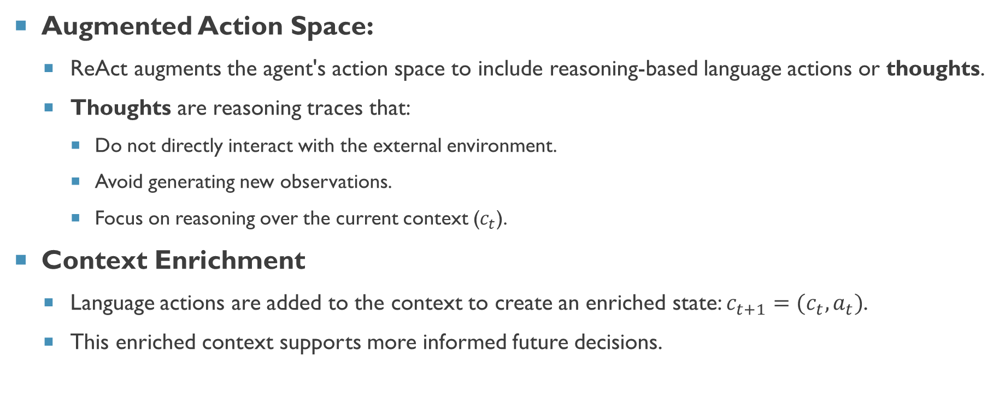 Augmented Action Space:
ReAct augments the agent's action space to include reasoning-based language actions or thoughts.
Thoughts are reasoning traces that:
Do not directly interact with the external environment.
Avoid generating new observations.
Focus on reasoning over the current context (c_t).
Context Enrichment
Language actions are added to the context to create an enriched state: c_{t+1} = (c_t, a_t).
This enriched context supports more informed future decisions.